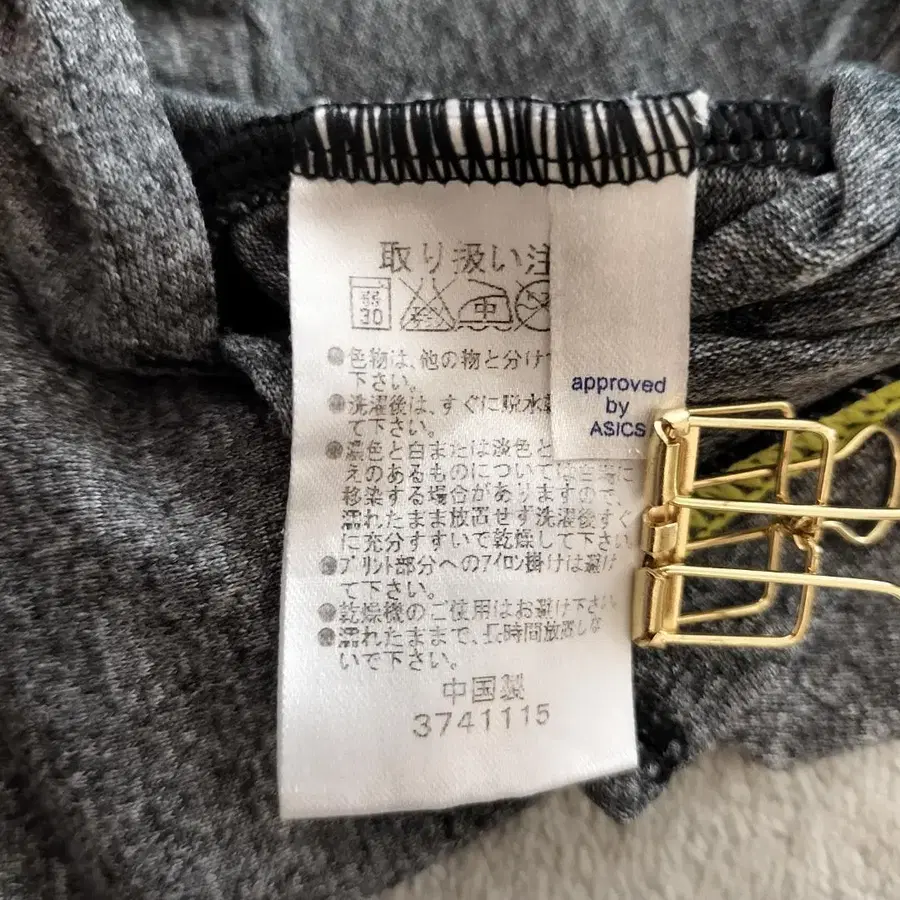 取り扱い注
弱
30
中
●色物は、他の物と分け
下さい。
●洗濯後は、すぐに脱水
て下さい。
●濃色と白または淡色と
えのあるものについて
移染する場合がありますので、
濡れたまま放置せず洗濯後すぐ
に充分すすいで乾燥して下さい
●プリント部分へのアイロン掛けは避け
て下さい。
●乾燥機のご使用はお避け下さい
●濡れたままで、長時間放置しな
いで下さい。
中国製
3741115
approved
by
ASICS